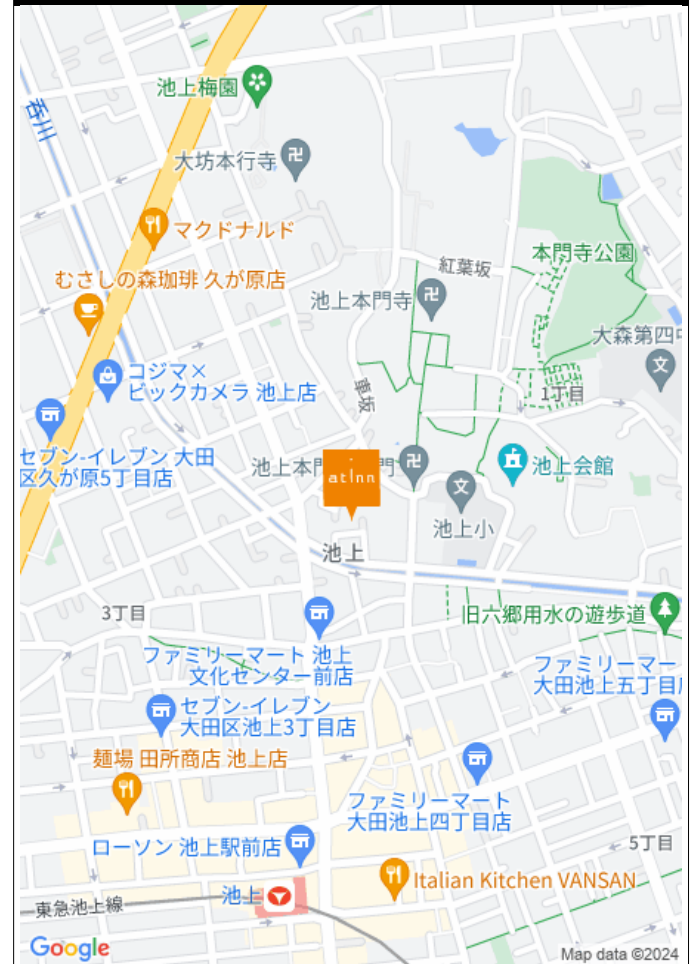 池上梅園
呑川
大坊本行寺
マクドナルド
本門寺公園
紅葉坂
むさしの森珈琲 久が原店
池上本門寺
大森第四中
コジマ×
ビックカメラ 池上店
車坂
1丁目
セブン-イレブン 大田
区久が原5丁目店
池上本門
門
atInn
池上会館
池上小
池上
3丁目
旧六郷用水の遊歩道
ファミリーマート 池上
文化センター前店
ファミリーマー
大田池上五丁目
セブン-イレブン
大田区池上3丁目店
麺場 田所商店 池上店
ファミリーマート
大田池上四丁目店
ローソン 池上駅前店
5丁目
Italian Kitchen VANSAN
池上
東急池上線
Google
Map data ©2024